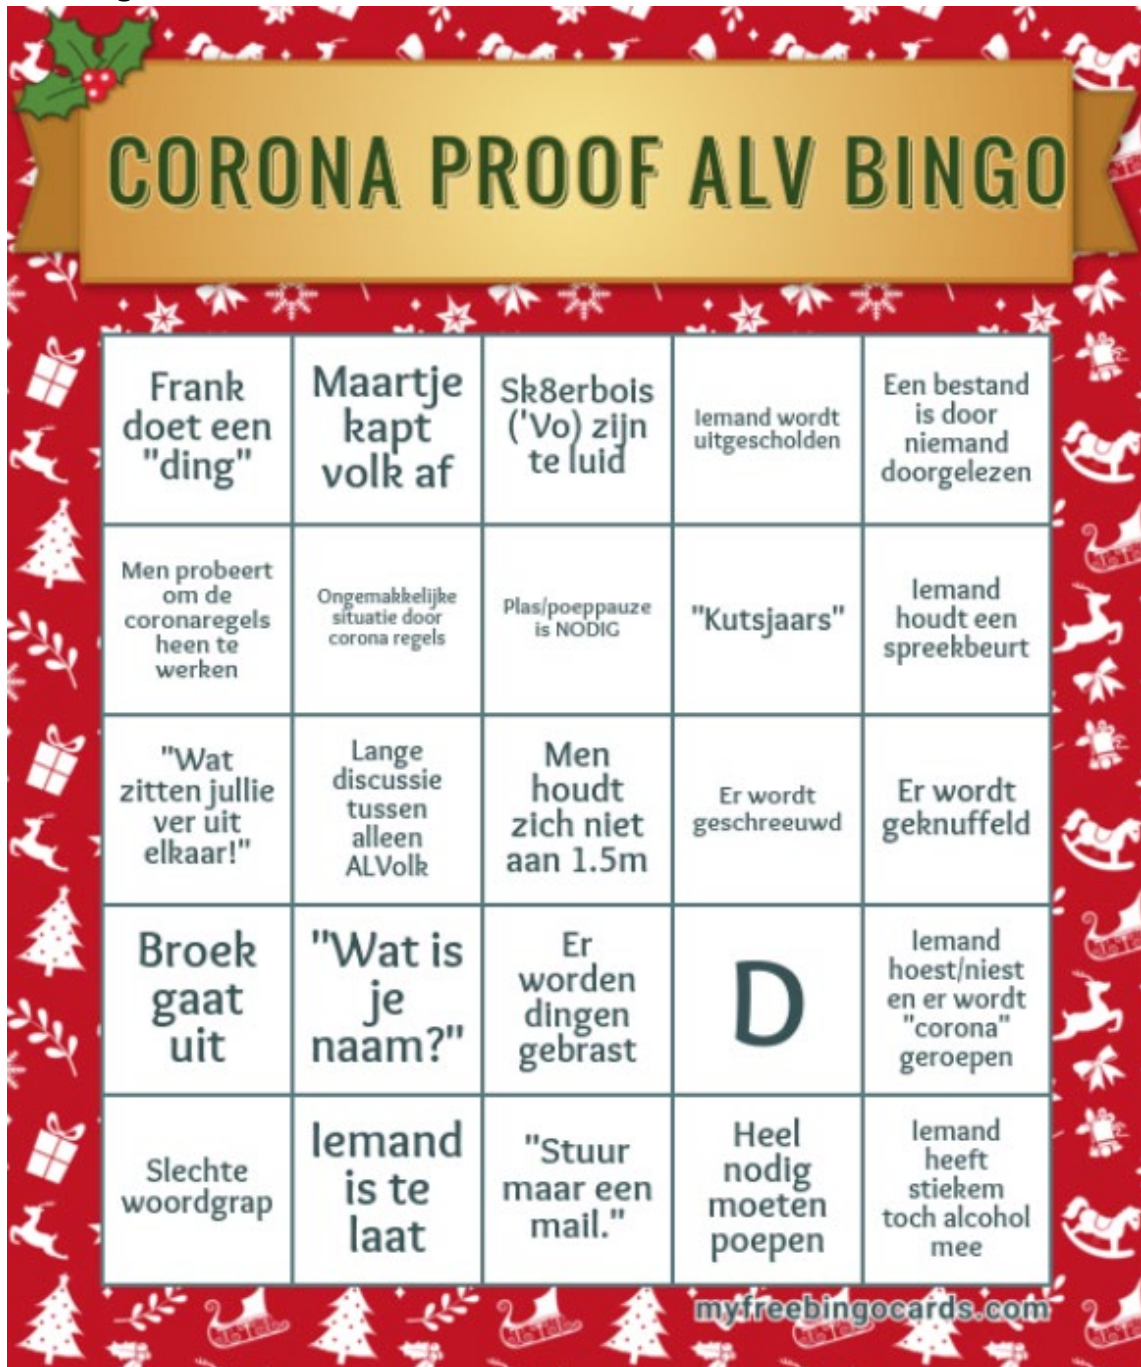 CORONA PROOF ALV BINGO
Frank
doet een
"ding"
Maartje
kapt
volk af
Sk8erbois
('Vo) zijn
te luid
Iemand wordt
uitgescholden
Een bestand
is door
niemand
doorgelezen
Men probeert
om de
coronaregels
heen te
werken
Ongemakkelijke
situatie door
corona regels
Plas/poeppauze
is NODIG
"Kutsjaars"
Iemand
houdt een
spreekbeurt
"Wat
zitten jullie
ver uit
elkaar!"
Lange
discussie
tussen
alleen
ALVolk
Men
houdt
zich niet
aan 1.5m
Er wordt
geschreeuwd
Er wordt
geknuffeld
Broek
gaat
uit
"Wat is
je
naam?"
Er
worden
dingen
gebrast
D
Iemand
hoest/niest
en er wordt
"corona"
geroepen
Slechte
woordgrap
Iemand
is te
laat
"Stuur
maar een
mail."
Heel
nodig
moeten
poepen
Iemand
heeft
stiekem
toch alcohol
mee
myfreebingocards.com